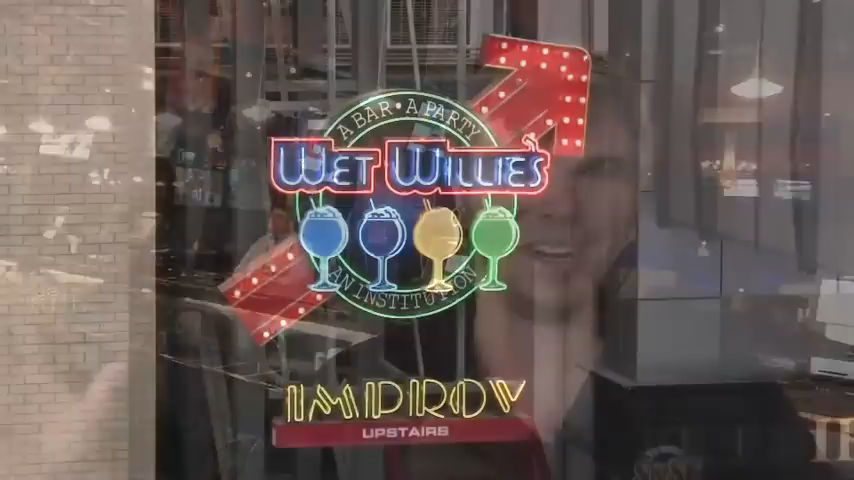 A BAR • A PARTY
WET WILLIE'S
AN INSTITUTION
IMPROV
UPSTAIRS